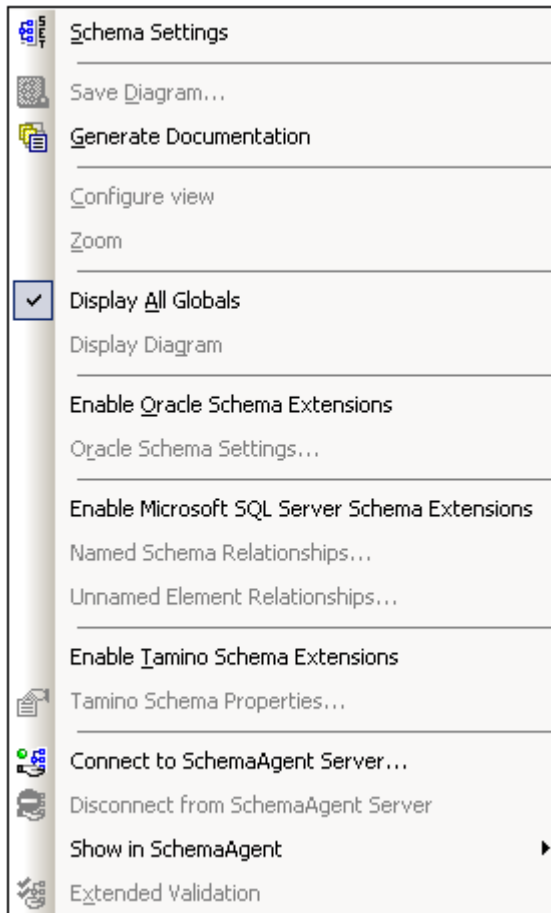 SET
Schema Settings
Save Diagram...
Generate Documentation
Configure view
Zoom
Display All Globals
Display Diagram
Enable Oracle Schema Extensions
Oracle Schema Settings...
Enable Microsoft SQL Server Schema Extensions
Named Schema Relationships...
Unnamed Element Relationships...
Enable Tamino Schema Extensions
Tamino Schema Properties...
Connect to SchemaAgent Server...
Disconnect from SchemaAgent Server
Show in SchemaAgent
Extended Validation